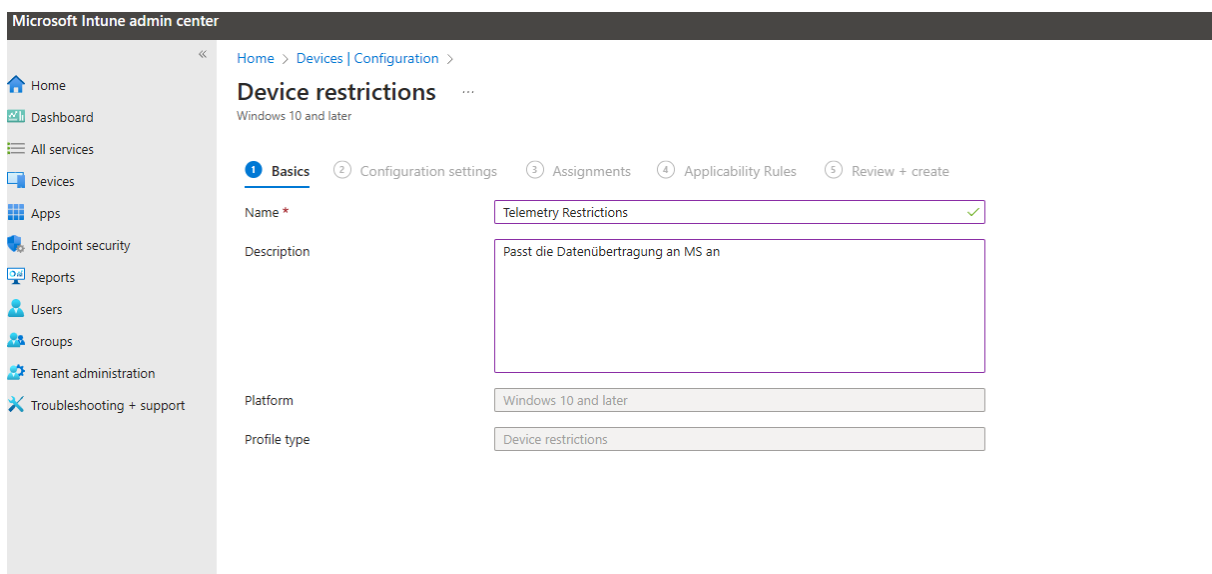 Microsoft Intune admin center
«
Home > Devices | Configuration >
Home
Dashboard
All services
Devices
Apps
Endpoint security
Reports
Users
Groups
Tenant administration
Troubleshooting + support
Device restrictions ...
Windows 10 and later
1 Basics 2 Configuration settings 3 Assignments 4 Applicability Rules 5 Review + create
Name * Telemetry Restrictions
Description Passt die Datenübertragung an MS an
Platform Windows 10 and later
Profile type Device restrictions